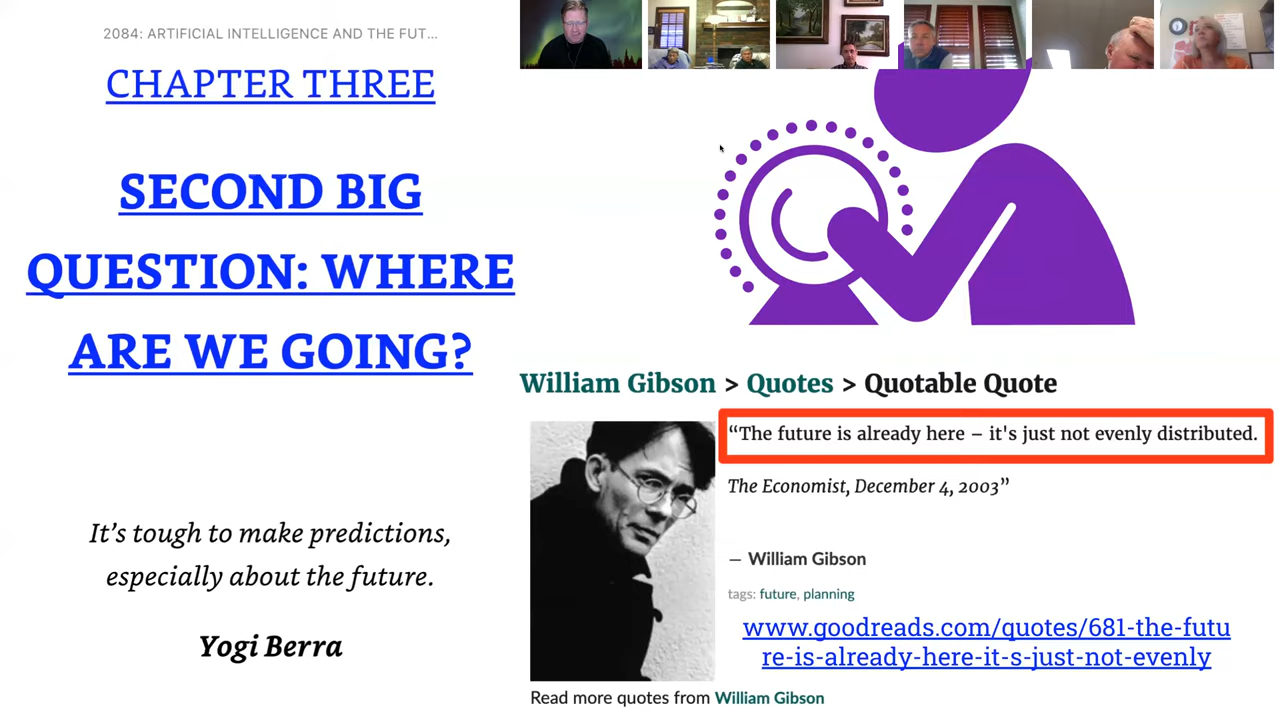 2084: ARTIFICIAL INTELLIGENCE AND THE FUT...
CHAPTER THREE
SECOND BIG
QUESTION: WHERE
ARE WE GOING?
It's tough to make predictions,
especially about the future.
Yogi Berra
William Gibson > Quotes > Quotable Quote
“The future is already here – it's just not evenly distributed.
The Economist, December 4, 2003”
— William Gibson
tags: future, planning
www.goodreads.com/quotes/681-the-futu
re-is-already-here-it-s-just-not-evenly
Read more quotes from William Gibson